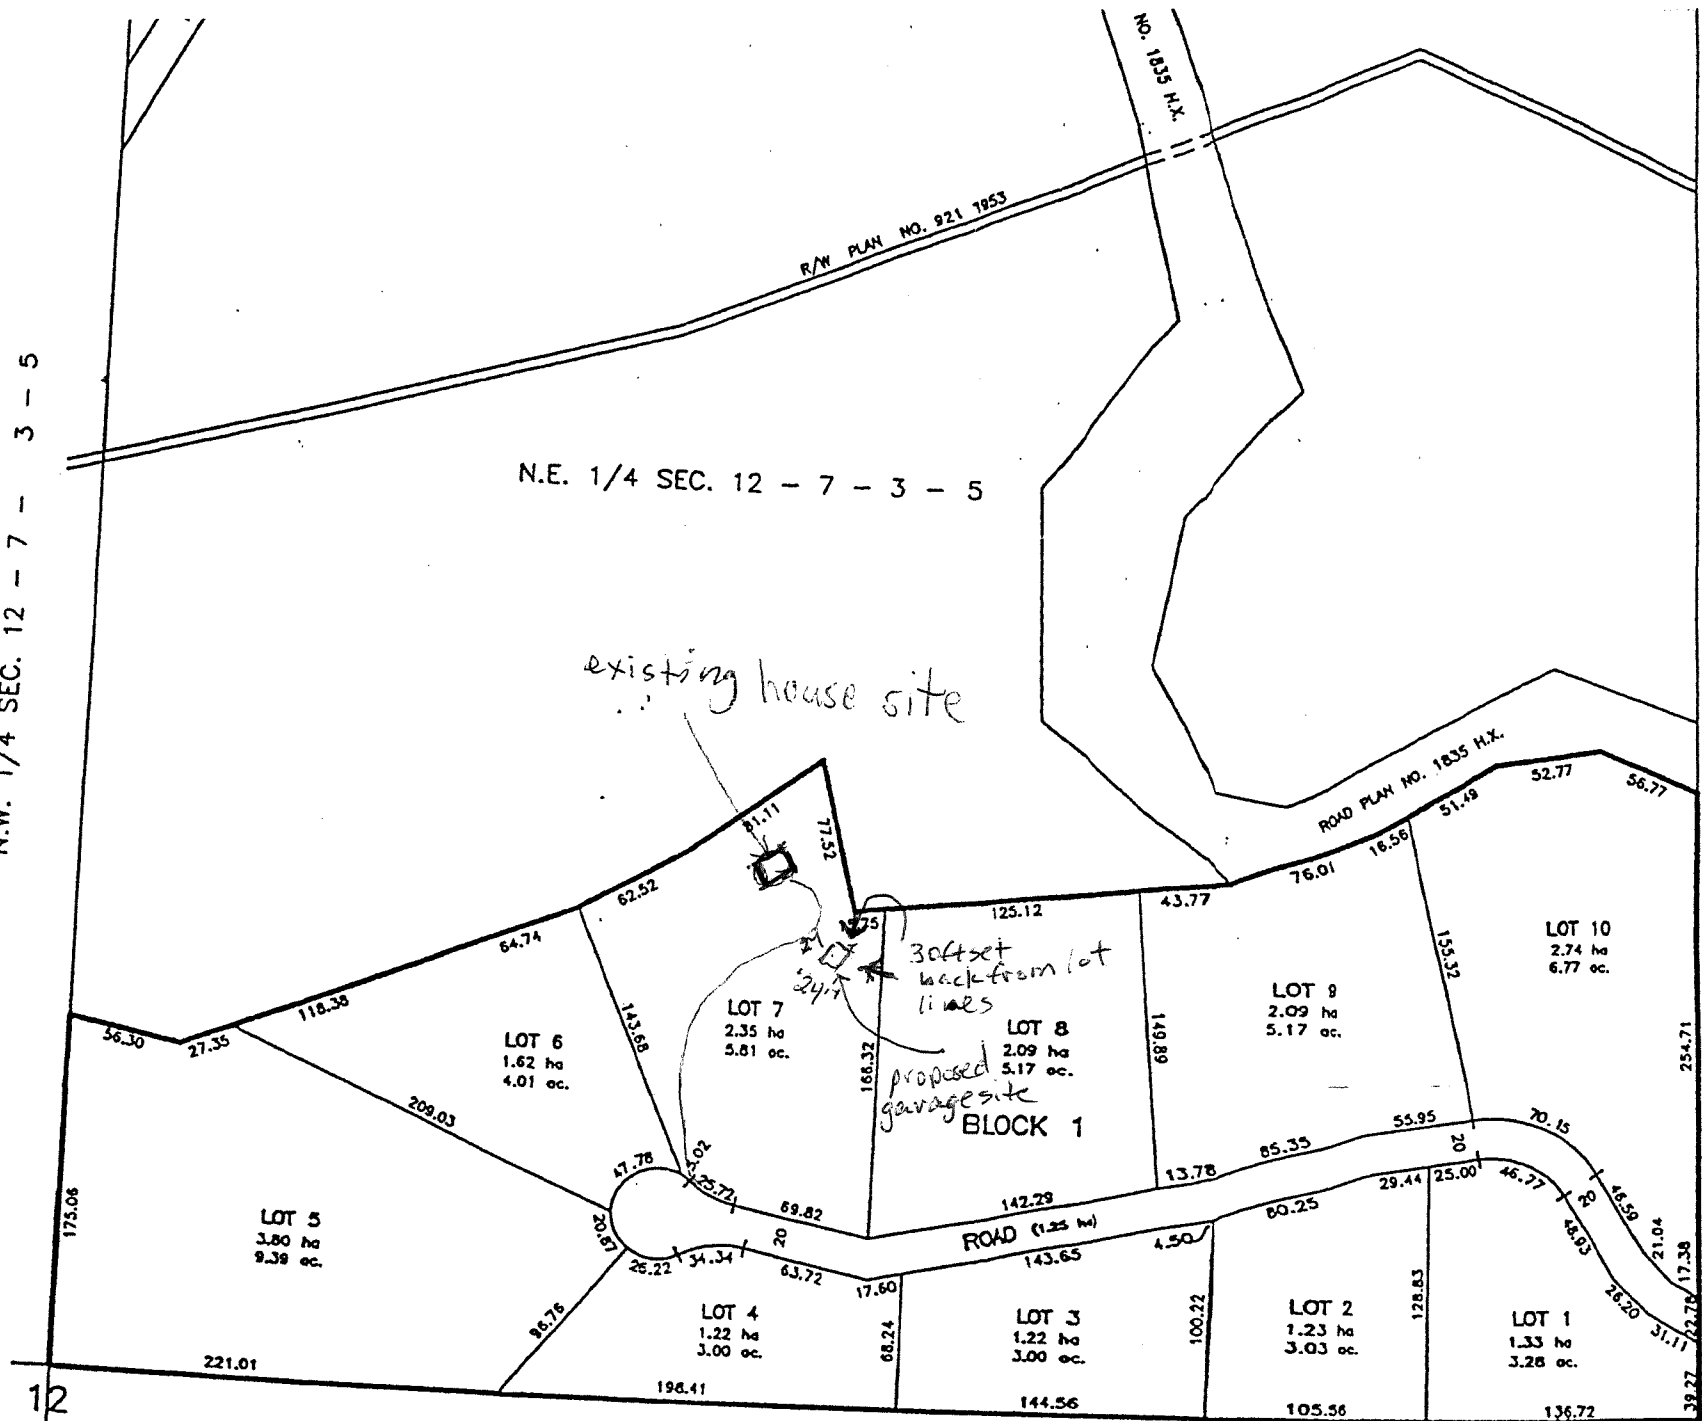 NO. 1835 H.X.
R/W PLAN NO. 921 1953
N.W. 1/4 SEC. 12 - 7 - 3 - 5
N.E. 1/4 SEC. 12 - 7 - 3 - 5
existing house site
ROAD PLAN NO. 1835 H.X.
52.77
56.77
51.49
16.56
76.01
43.77
125.12
81.11
77.52
62.52
64.74
118.38
27.35
56.30
30ft set
back from lot
lines
24ft
LOT 10
2.74 ha
6.77 ac.
155.32
LOT 9
2.09 ha
5.17 ac.
149.89
LOT 8
2.09 ha
5.17 ac.
proposed
garage site
BLOCK 1
166.32
LOT 7
2.35 ha
5.81 ac.
143.68
LOT 6
1.62 ha
4.01 ac.
209.03
254.71
175.06
LOT 5
3.80 ha
9.39 ac.
47.78
5.02
25.72
69.82
20
142.29
13.78
85.35
55.95
70.15
20
20.87
26.22
34.34
63.72
17.60
ROAD (1.25 ha)
143.65
4.50
60.25
29.44
25.00
46.77
20
46.59
48.93
21.04
17.38
22.78
26.20
31.11
39.27
96.76
LOT 4
1.22 ha
3.00 ac.
68.24
LOT 3
1.22 ha
3.00 ac.
100.22
LOT 2
1.23 ha
3.03 ac.
128.83
LOT 1
1.33 ha
3.28 ac.
221.01
198.41
144.56
105.56
136.72
12